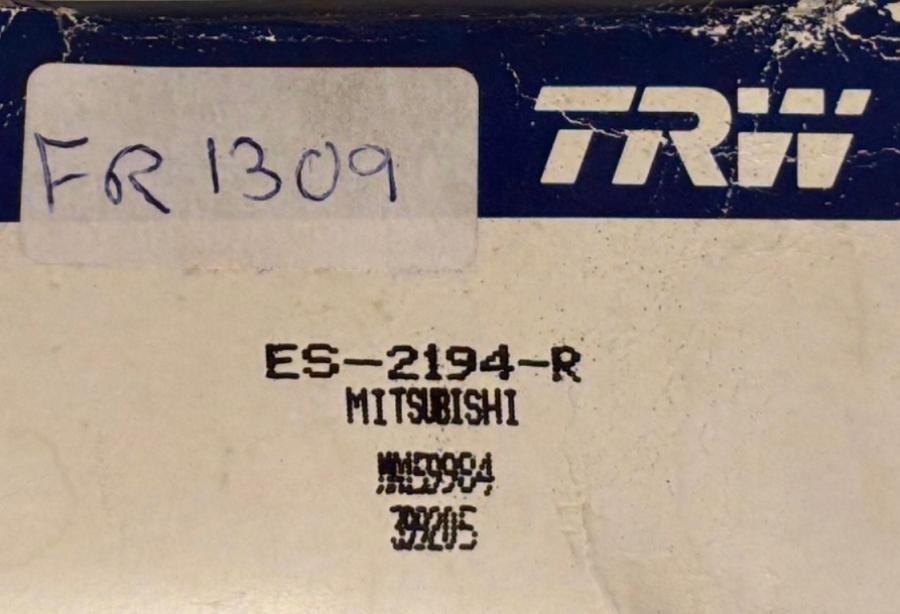 FR 1309
TRW
ES-2194-R
MITSUBISHI